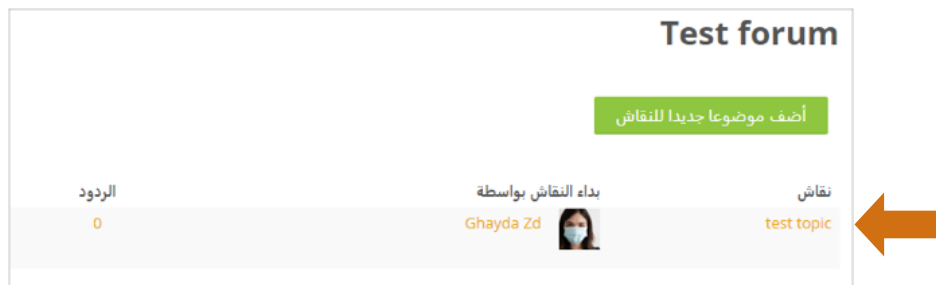 Test forum
أضف موضوعا جديدا للنقاش
نقاش بداء النقاش بواسطة الردود
test topic Ghayda Zd 0